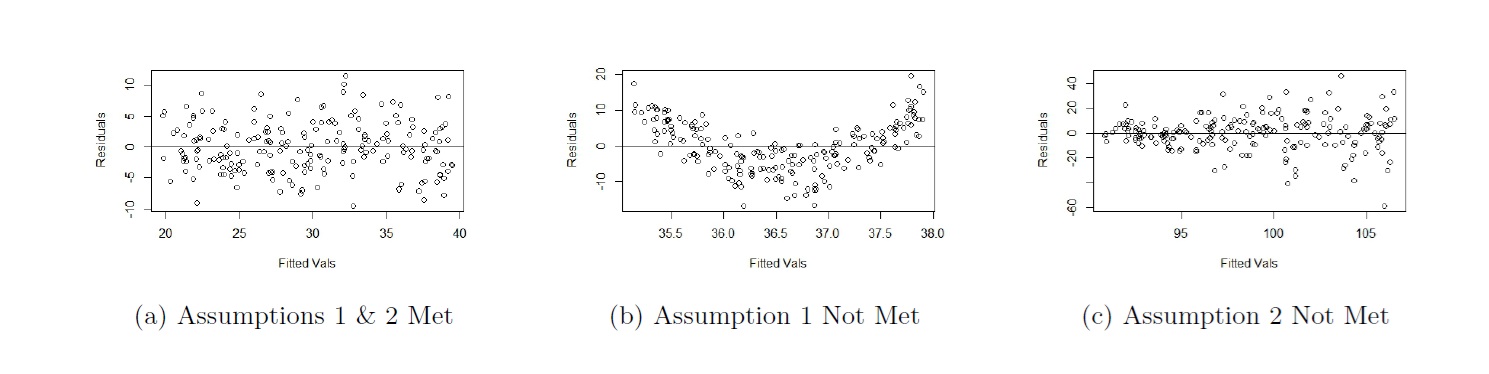 Residuals
10
5
0
-5
-10
20 25 30 35 40
Fitted Vals
(a) Assumptions 1 & 2 Met
Residuals
20
10
0
-10
35.5 36.0 36.5 37.0 37.5 38.0
Fitted Vals
(b) Assumption 1 Not Met
Residuals
40
20
0
-20
-60
95 100 105
Fitted Vals
(c) Assumption 2 Not Met